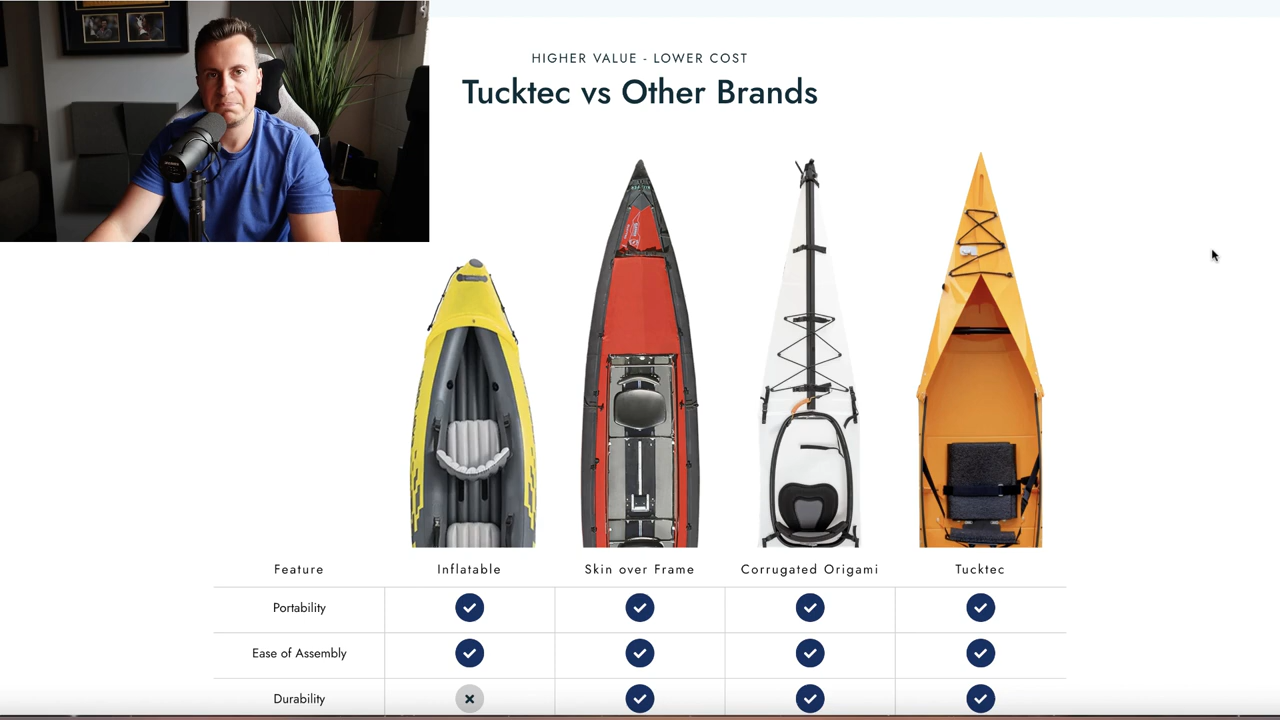 HIGHER VALUE - LOWER COST
Tucktec vs Other Brands
Feature Inflatable Skin over Frame Corrugated Origami Tucktec
Portability
Ease of Assembly
Durability